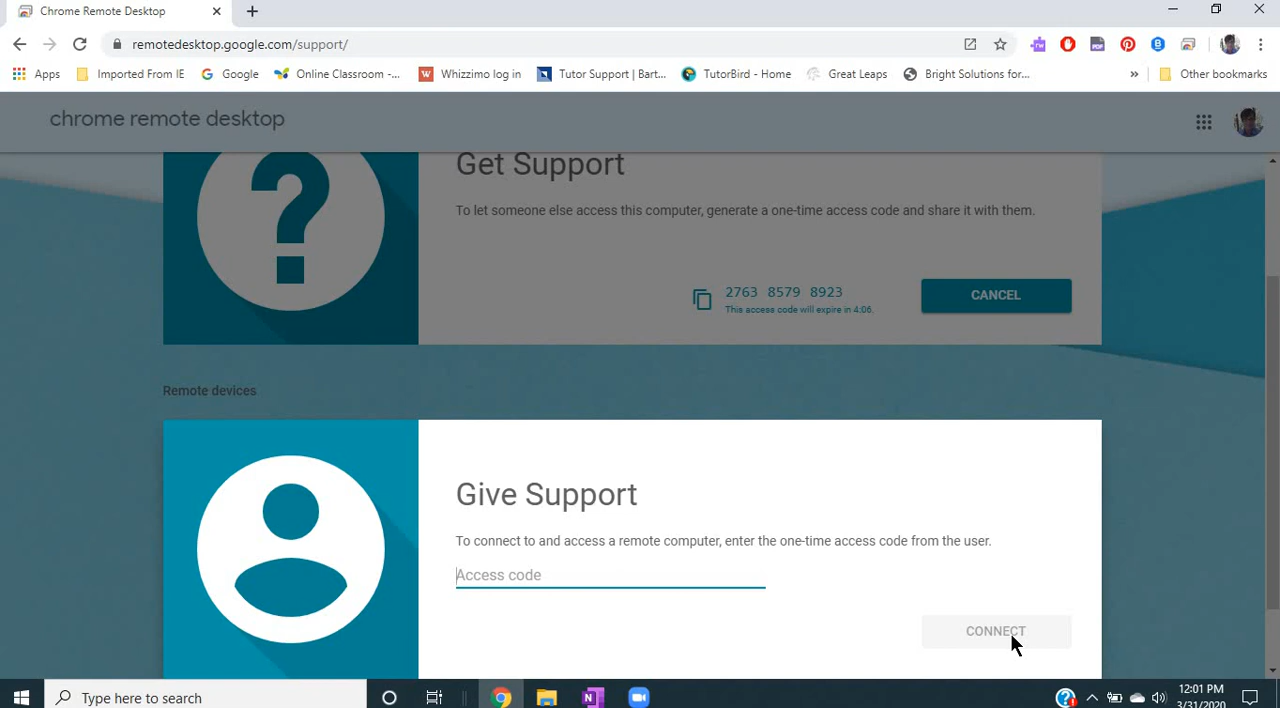 Chrome Remote Desktop
remotedesktop.google.com/support/
Apps Imported From IE Google Online Classroom -... Whizzimo log in Tutor Support | Bart... TutorBird - Home Great Leaps Bright Solutions for... » Other bookmarks
chrome remote desktop
Get Support
To let someone else access this computer, generate a one-time access code and share it with them.
2763 8579 8923
This access code will expire in 4:06.
CANCEL
Remote devices
Give Support
To connect to and access a remote computer, enter the one-time access code from the user.
Access code
CONNECT
Type here to search
12:01 PM
3/31/2020